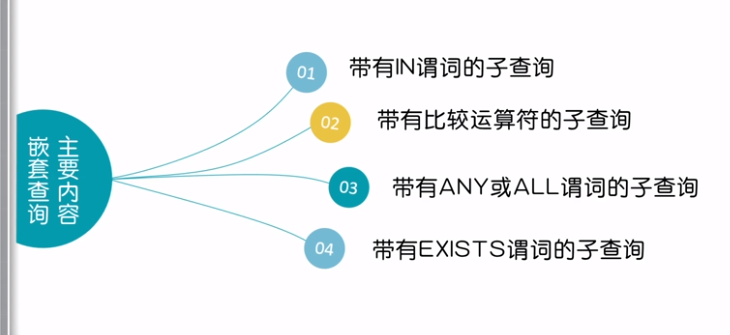 嵌套查询
主要内容
01
带有IN谓词的子查询
02
带有比较运算符的子查询
03
带有ANY或ALL谓词的子查询
04
带有EXISTS谓词的子查询